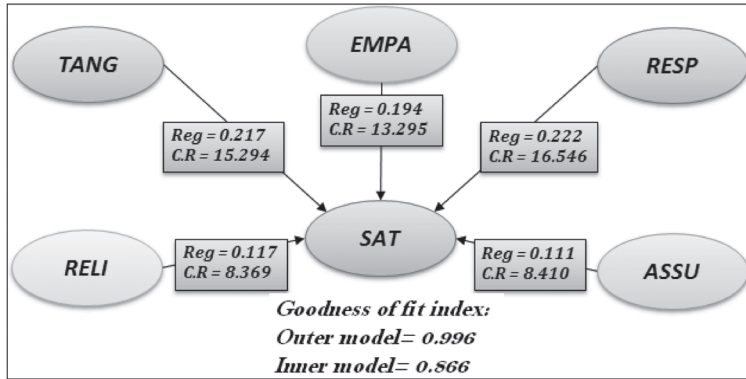 TANG
EMPA
RESP
Reg = 0.217
C.R = 15.294
Reg = 0.194
C.R = 13.295
Reg = 0.222
C.R = 16.546
RELI
Reg = 0.117
C.R = 8.369
SAT
Reg = 0.111
C.R = 8.410
ASSU
Goodness of fit index:
Outer model= 0.996
Inner model= 0.866